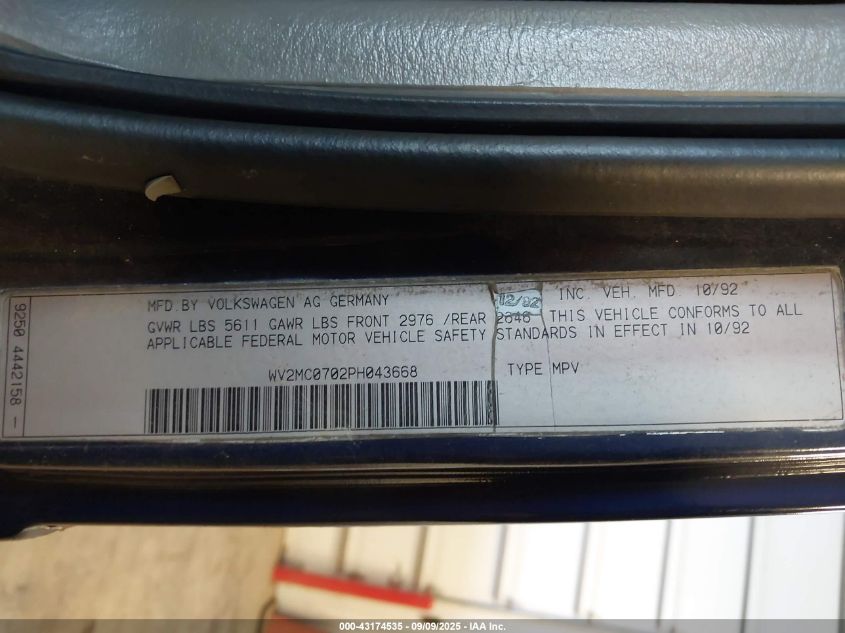 MFD.BY VOLKSWAGEN AG GERMANY 12/92 INC. VEH. MFD. 10/92
GVWR LBS 5611 GAWR LBS FRONT 2976 /REAR 2846 THIS VEHICLE CONFORMS TO ALL
APPLICABLE FEDERAL MOTOR VEHICLE SAFETY STANDARDS IN EFFECT IN 10/92
WV2MC0702PH043668 TYPE MPV
9250 4442158 –
000-43174535 - 09/09/2025 - IAA Inc.